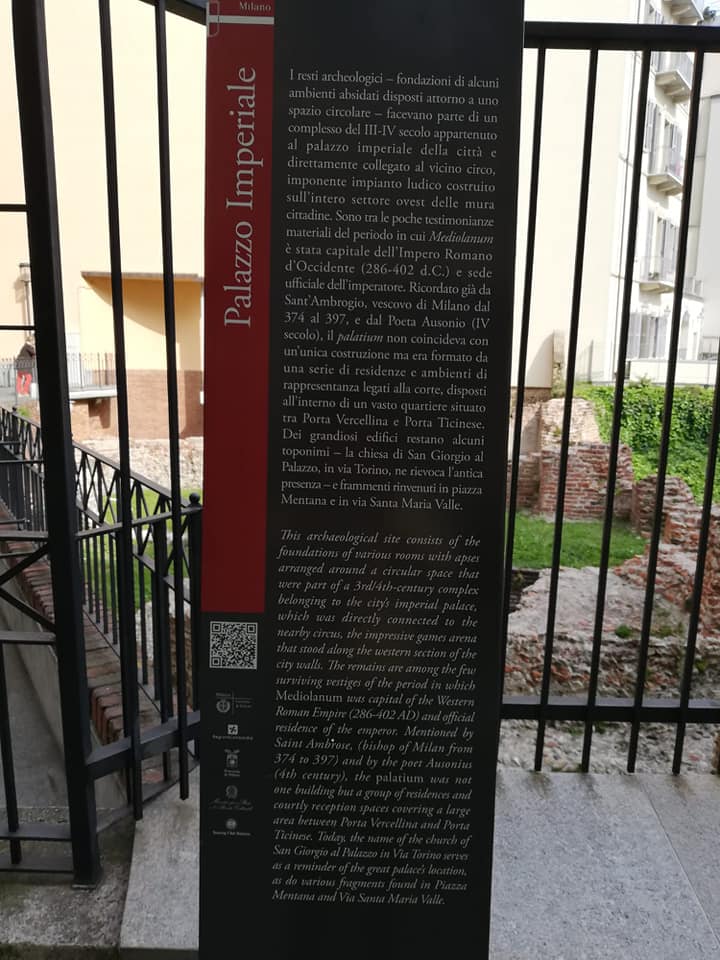 Milano
Palazzo Imperiale
I resti archeologici – fondazioni di alcuni
ambienti absidati disposti attorno a uno
spazio circolare – facevano parte di un
complesso del III-IV secolo appartenuto
al palazzo imperiale della città e
direttamente collegato al vicino circo,
imponente impianto ludico costruito
sull'intero settore ovest delle mura
cittadine. Sono tra le poche testimonianze
materiali del periodo in cui Mediolanum
è stata capitale dell'Impero Romano
d'Occidente (286-402 d.C.) e sede
ufficiale dell'imperatore. Ricordato già da
Sant'Ambrogio, vescovo di Milano dal
374 al 397, e dal Poeta Ausonio (IV
secolo), il palatium non coincideva con
un'unica costruzione ma era formato da
una serie di residenze e ambienti di
rappresentanza legati alla corte, disposti
all'interno di un vasto quartiere situato
tra Porta Vercellina e Porta Ticinese.
Dei grandiosi edifici restano alcuni
toponimi – la chiesa di San Giorgio al
Palazzo, in via Torino, ne rievoca l'antica
presenza – e frammenti rinvenuti in piazza
Mentana e in via Santa Maria Valle.
This archaeological site consists of the
foundations of various rooms with apses
arranged around a circular space that
were part of a 3rd/4th-century complex
belonging to the city's imperial palace,
which was directly connected to the
nearby circus, the impressive games arena
that stood along the western section of the
city walls. The remains are among the few
surviving vestiges of the period in which
Mediolanum was capital of the Western
Roman Empire (286-402 AD) and official
residence of the emperor. Mentioned by
Saint Ambrose, (bishop of Milan from
374 to 397) and by the poet Ausonius
(4th century), the palatium was not
one building but a group of residences and
courtly reception spaces covering a large
area between Porta Vercellina and Porta
Ticinese. Today, the name of the church of
San Giorgio al Palazzo in Via Torino serves
as a reminder of the great palace's location,
as do various fragments found in Piazza
Mentana and Via Santa Maria Valle.